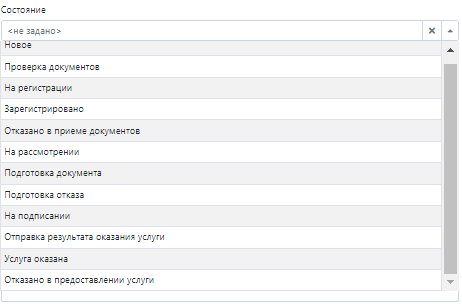 Состояние
<не задано>
Новое
Проверка документов
На регистрации
Зарегистрировано
Отказано в приеме документов
На рассмотрении
Подготовка документа
Подготовка отказа
На подписании
Отправка результата оказания услуги
Услуга оказана
Отказано в предоставлении услуги